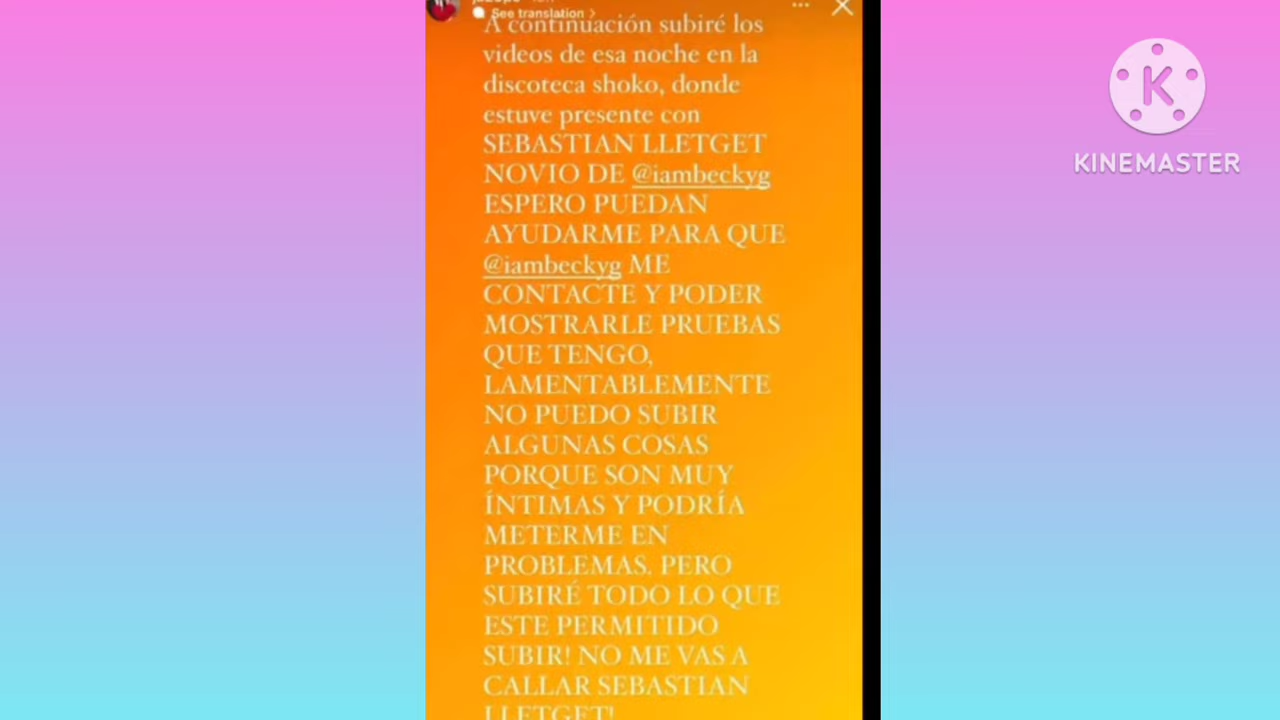 See translation >
A continuación subiré los
videos de esa noche en la
discoteca shoko, donde
estuve presente con
SEBASTIAN LLETGET
NOVIO DE @iambeckyg
ESPERO PUEDAN
AYUDARME PARA QUE
@iambeckyg ME
CONTACTE Y PODER
MOSTRARLE PRUEBAS
QUE TENGO,
LAMENTABLEMENTE
NO PUEDO SUBIR
ALGUNAS COSAS
PORQUE SON MUY
ÍNTIMAS Y PODRÍA
METERME EN
PROBLEMAS. PERO
SUBIRÉ TODO LO QUE
ESTE PERMITIDO
SUBIR! NO ME VAS A
CALLAR SEBASTIAN
LLETGET!
K
KINEMASTER